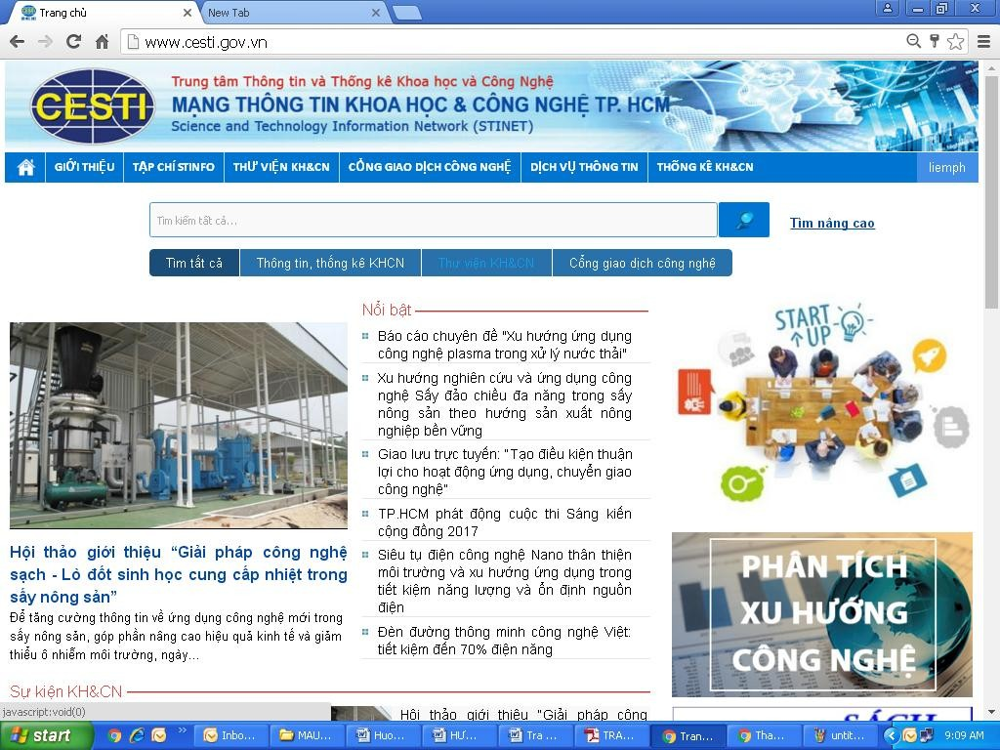 Trang chủ
New Tab
www.cesti.gov.vn
CESTI
Trung tâm Thông tin và Thống kê Khoa học và Công Nghệ
MẠNG THÔNG TIN KHOA HỌC & CÔNG NGHỆ TP. HCM
Science and Technology Information Network (STINET)
GIỚI THIỆU TẠP CHÍ STINFO THƯ VIỆN KH&CN CỔNG GIAO DỊCH CÔNG NGHỆ DỊCH VỤ THÔNG TIN THỐNG KÊ KH&CN liemph
Tìm kiếm tất cả...
Tìm nâng cao
Tìm tất cả Thông tin, thống kê KHCN Thư viện KH&CN Cổng giao dịch công nghệ
Hội thảo giới thiệu “Giải pháp công nghệ
sạch - Lò đốt sinh học cung cấp nhiệt trong
sấy nông sản”
Để tăng cường thông tin về ứng dụng công nghệ mới trong
sấy nông sản, góp phần nâng cao hiệu quả kinh tế và giảm
thiểu ô nhiễm môi trường, ngày...
Nổi bật
Báo cáo chuyên đề "Xu hướng ứng dụng
công nghệ plasma trong xử lý nước thải"
Xu hướng nghiên cứu và ứng dụng công
nghệ Sấy đảo chiều đa năng trong sấy
nông sản theo hướng sản xuất nông
nghiệp bền vững
Giao lưu trực tuyến: "Tạo điều kiện thuận
lợi cho hoạt động ứng dụng, chuyển giao
công nghệ"
TP.HCM phát động cuộc thi Sáng kiến
cộng đồng 2017
Siêu tụ điện công nghệ Nano thân thiện
môi trường và xu hướng ứng dụng trong
tiết kiệm năng lượng và ổn định nguồn
điện
Đèn đường thông minh công nghệ Việt:
tiết kiệm đến 70% điện năng
START
UP
PHÂN TÍCH
XU HƯỚNG
CÔNG NGHỆ
Sự kiện KH&CN
Hội thảo giới thiệu “Giải pháp công
SÁCH
javascript:void(0)
start
Inbo...
MAU...
Huo...
HƯ...
Tra ...
TRA...
Tran...
Tha...
untit...
9:09 AM